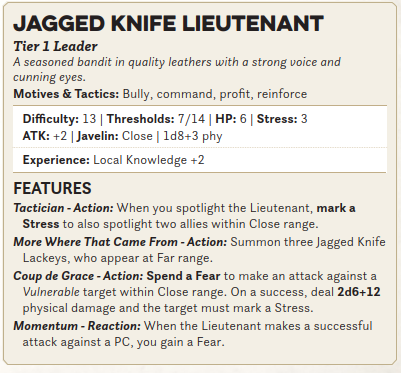 JAGGED KNIFE LIEUTENANT
Tier 1 Leader
A seasoned bandit in quality leathers with a strong voice and
cunning eyes.
Motives & Tactics: Bully, command, profit, reinforce
Difficulty: 13 | Thresholds: 7/14 | HP: 6 | Stress: 3
ATK: +2 | Javelin: Close | 1d8+3 phy
Experience: Local Knowledge +2
FEATURES
Tactician - Action: When you spotlight the Lieutenant, mark a
Stress to also spotlight two allies within Close range.
More Where That Came From - Action: Summon three Jagged Knife
Lackeys, who appear at Far range.
Coup de Grace - Action: Spend a Fear to make an attack against a
Vulnerable target within Close range. On a success, deal 2d6+12
physical damage and the target must mark a Stress.
Momentum - Reaction: When the Lieutenant makes a successful
attack against a PC, you gain a Fear.